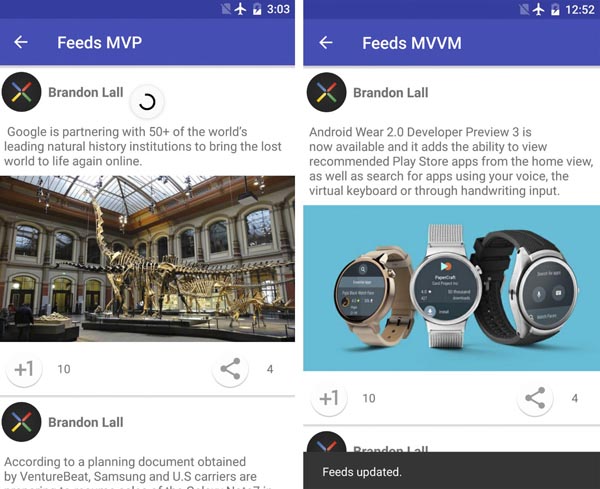 3:03
Feeds MVP
Brandon Lall
Google is partnering with 50+ of the world's
leading natural history institutions to bring the lost
world to life again online.
+1 10 4
Brandon Lall
According to a planning document obtained
by VentureBeat, Samsung and U.S carriers are
12:52
Feeds MVVM
Brandon Lall
Android Wear 2.0 Developer Preview 3 is
now available and it adds the ability to view
recommended Play Store apps from the home view,
as well as search for apps using your voice, the
virtual keyboard or through handwriting input.
Favorite app
PaperCraft
Install
Search for apps
Watch Faces
+1 10 4
Brandon Lall
Feeds updated.